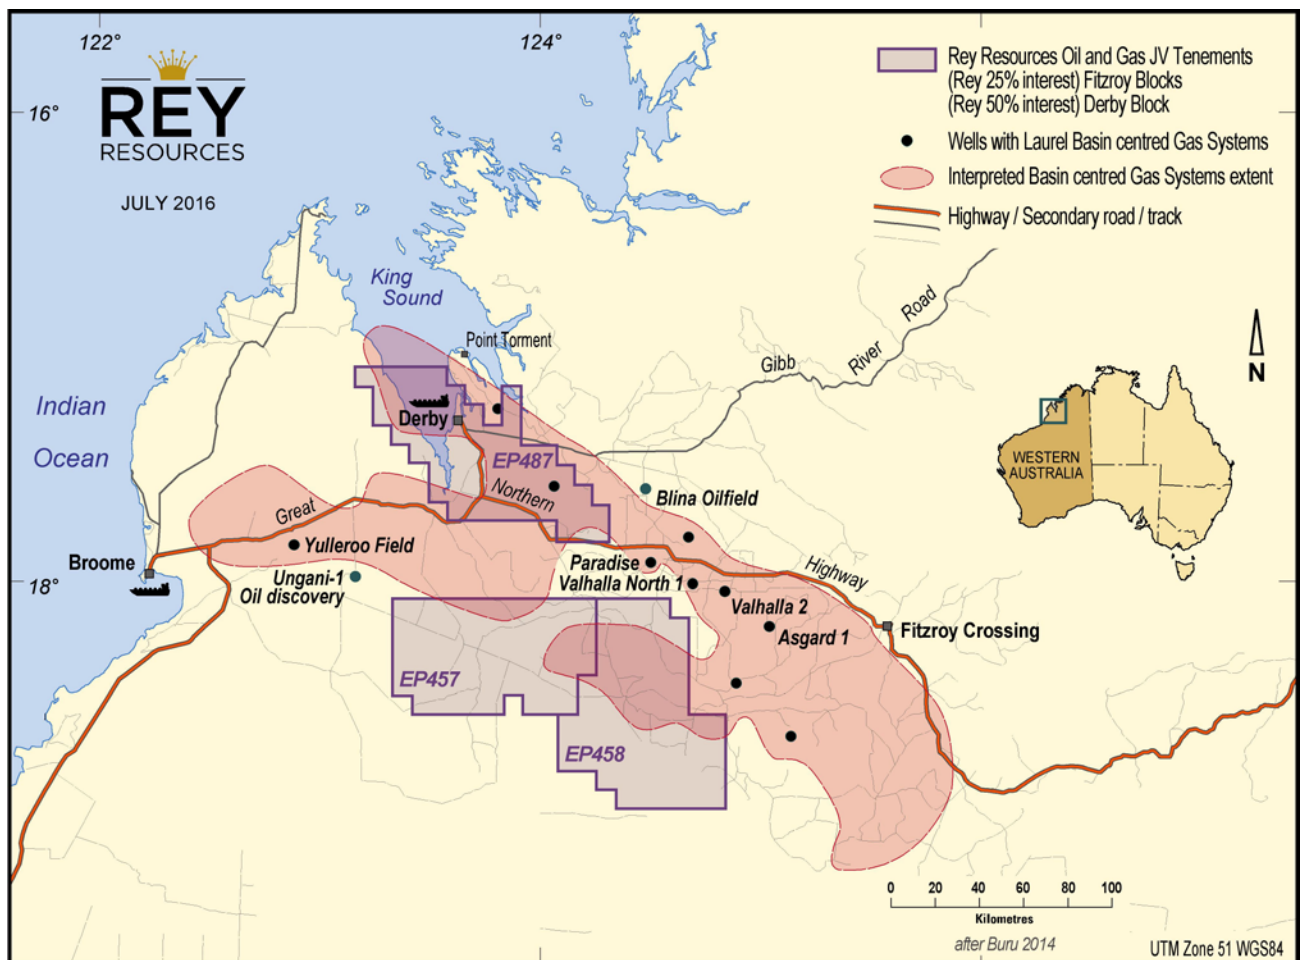 122°
124°
16°
REY
RESOURCES
JULY 2016
Rey Resources Oil and Gas JV Tenements
(Rey 25% interest) Fitzroy Blocks
(Rey 50% interest) Derby Block
Wells with Laurel Basin centred Gas Systems
Interpreted Basin centred Gas Systems extent
Highway / Secondary road / track
King
Sound
Point Torment
Gibb
River
Road
N
Indian
Ocean
Derby
WESTERN
AUSTRALIA
EP487
Great
Northern
Highway
Blina Oilfield
Broome
Yulleroo Field
Ungani-1
Oil discovery
Paradise
Valhalla North 1
18°
Valhalla 2
Asgard 1
Fitzroy Crossing
EP457
EP458
0 20 40 60 80 100
Kilometres
after Buru 2014
UTM Zone 51 WGS84